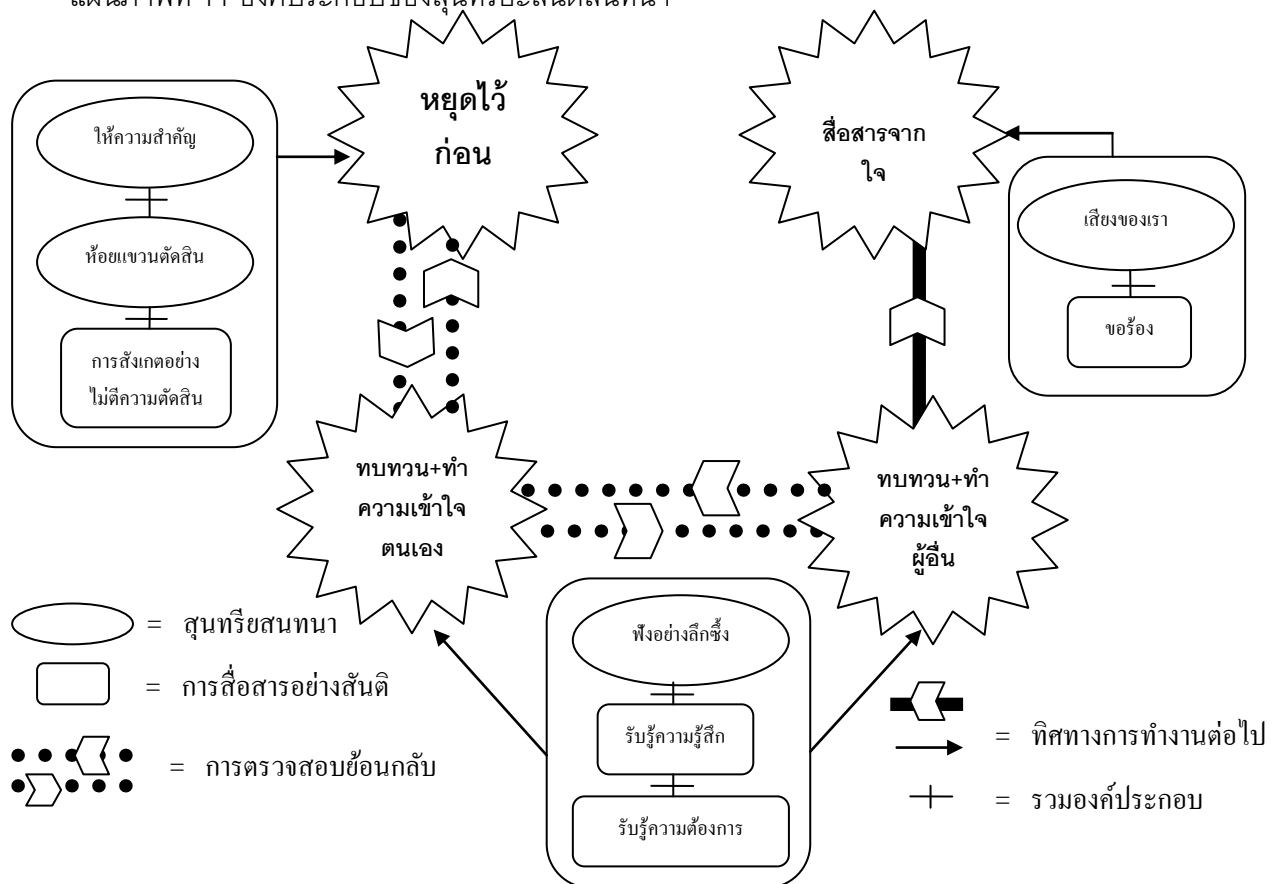 หยุดไว้
ก่อน
สื่อสารจาก
ใจ
ให้ความสำคัญ
ห้อยแขวนตัดสิน
การสังเกตอย่าง
ไม่ตีความตัดสิน
เสียงของเรา
ขอร้อง
ทบทวน+ทำ
ความเข้าใจ
ตนเอง
ทบทวน+ทำ
ความเข้าใจ
ผู้อื่น
ฟังอย่างลึกซึ้ง
รับรู้ความรู้สึก
รับรู้ความต้องการ
= สุนทรียสนทนา
= การสื่อสารอย่างสันติ
= การตรวจสอบย้อนกลับ
= ทิศทางการทำงานต่อไป
= รวมองค์ประกอบ